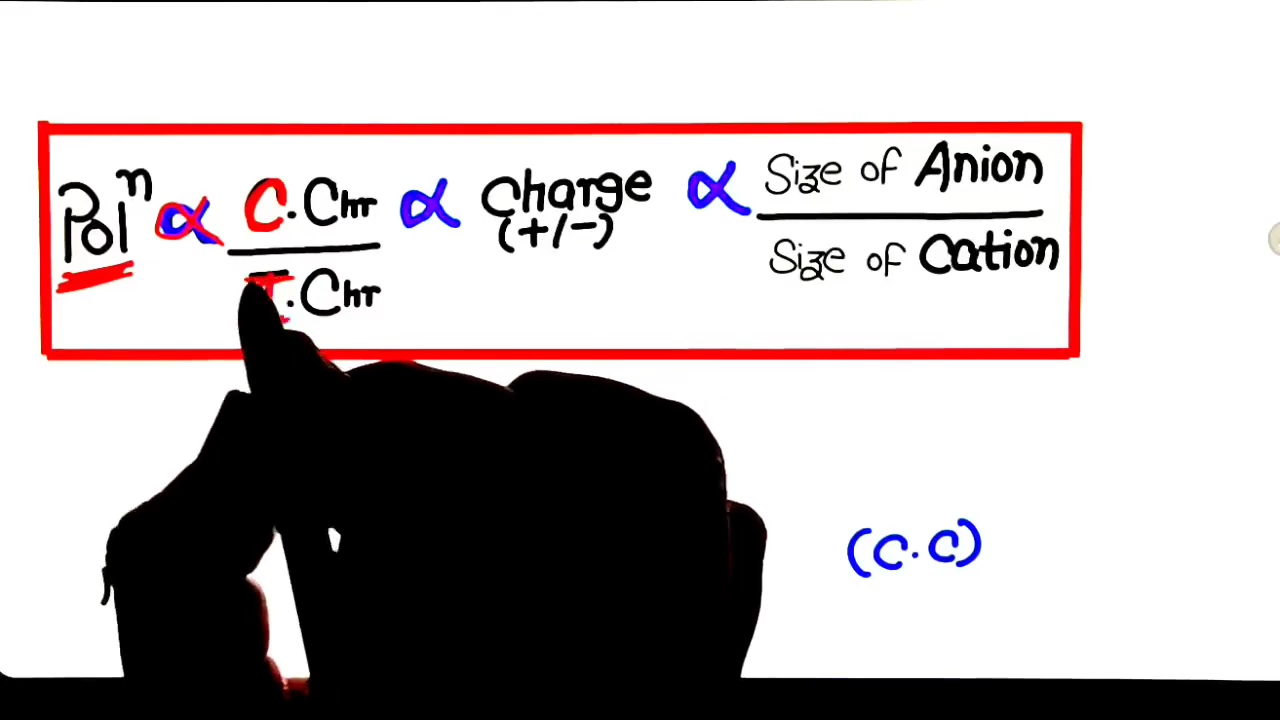 Polⁿ ∝ C.Chr / I.Chr ∝ Charge (+/-) ∝ Size of Anion / Size of Cation
(C.C)